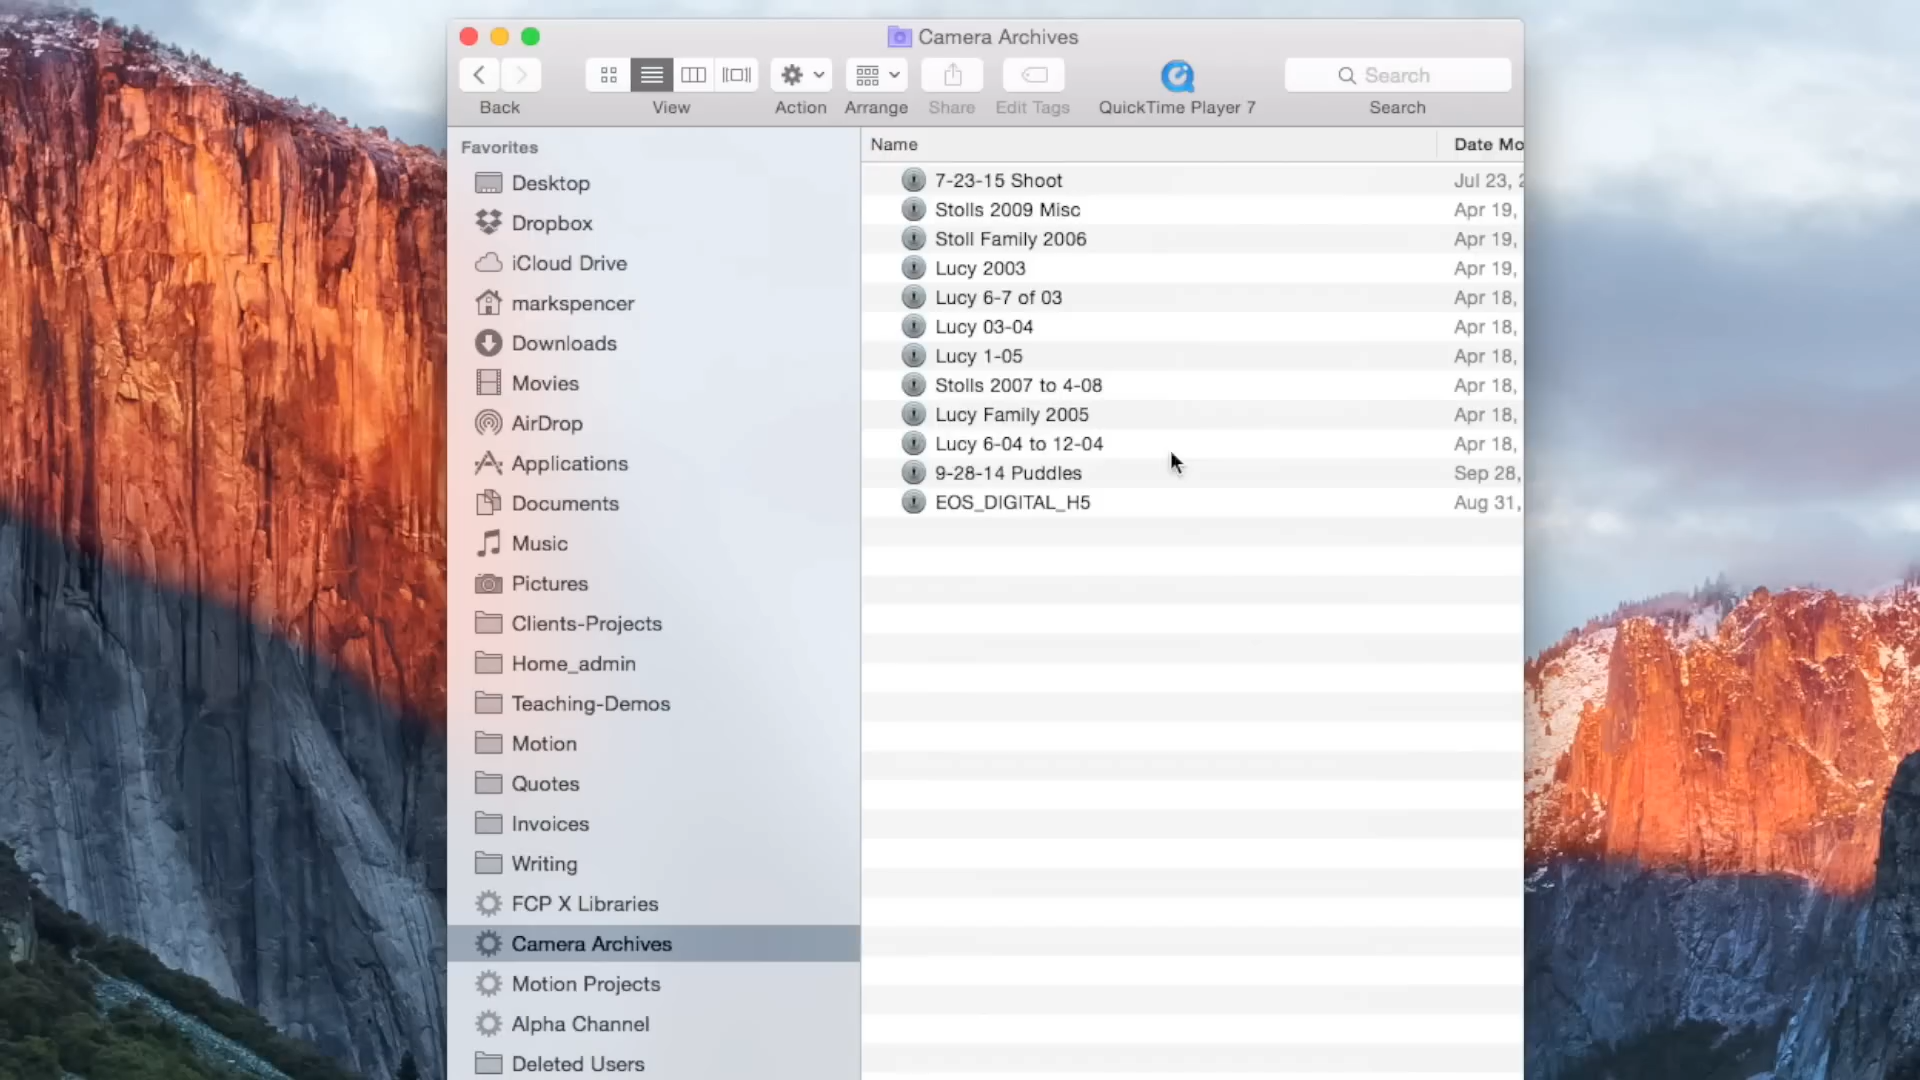 Camera Archives
Back
View
Action
Arrange
Share
Edit Tags
QuickTime Player 7
Search
Search
Favorites
Desktop
Dropbox
iCloud Drive
markspencer
Downloads
Movies
AirDrop
Applications
Documents
Music
Pictures
Clients-Projects
Home_admin
Teaching-Demos
Motion
Quotes
Invoices
Writing
FCP X Libraries
Camera Archives
Motion Projects
Alpha Channel
Deleted Users
Name Date Mo
7-23-15 Shoot Jul 23, 2
Stolls 2009 Misc Apr 19,
Stoll Family 2006 Apr 19,
Lucy 2003 Apr 19,
Lucy 6-7 of 03 Apr 18,
Lucy 03-04 Apr 18,
Lucy 1-05 Apr 18,
Stolls 2007 to 4-08 Apr 18,
Lucy Family 2005 Apr 18,
Lucy 6-04 to 12-04 Apr 18,
9-28-14 Puddles Sep 28,
EOS_DIGITAL_H5 Aug 31,